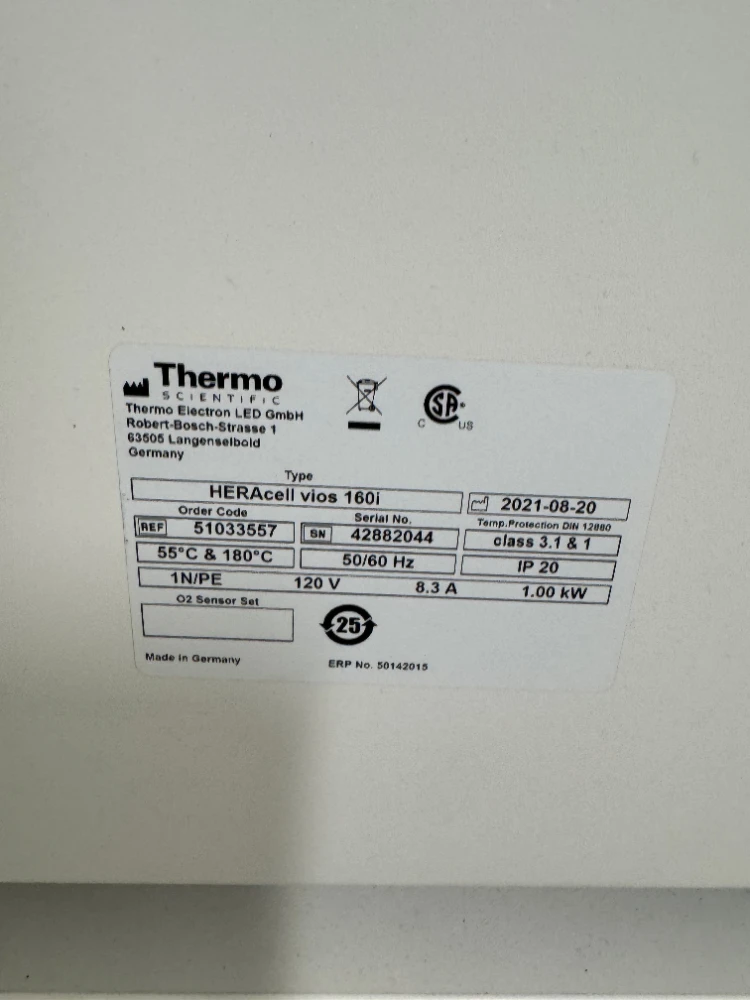 Thermo
SCIENTIFIC
Thermo Electron LED GmbH
Robert-Bosch-Strasse 1
63505 Langenselbold
Germany
C SA US
Type
HERAcell vios 160i
2021-08-20
Order Code
Serial No.
Temp.Protection DIN 12880
REF 51033557
SN 42882044
class 3.1 & 1
55°C & 180°C
50/60 Hz
IP 20
1N/PE 120 V 8.3 A 1.00 kW
O2 Sensor Set
25
Made in Germany
ERP No. 50142015